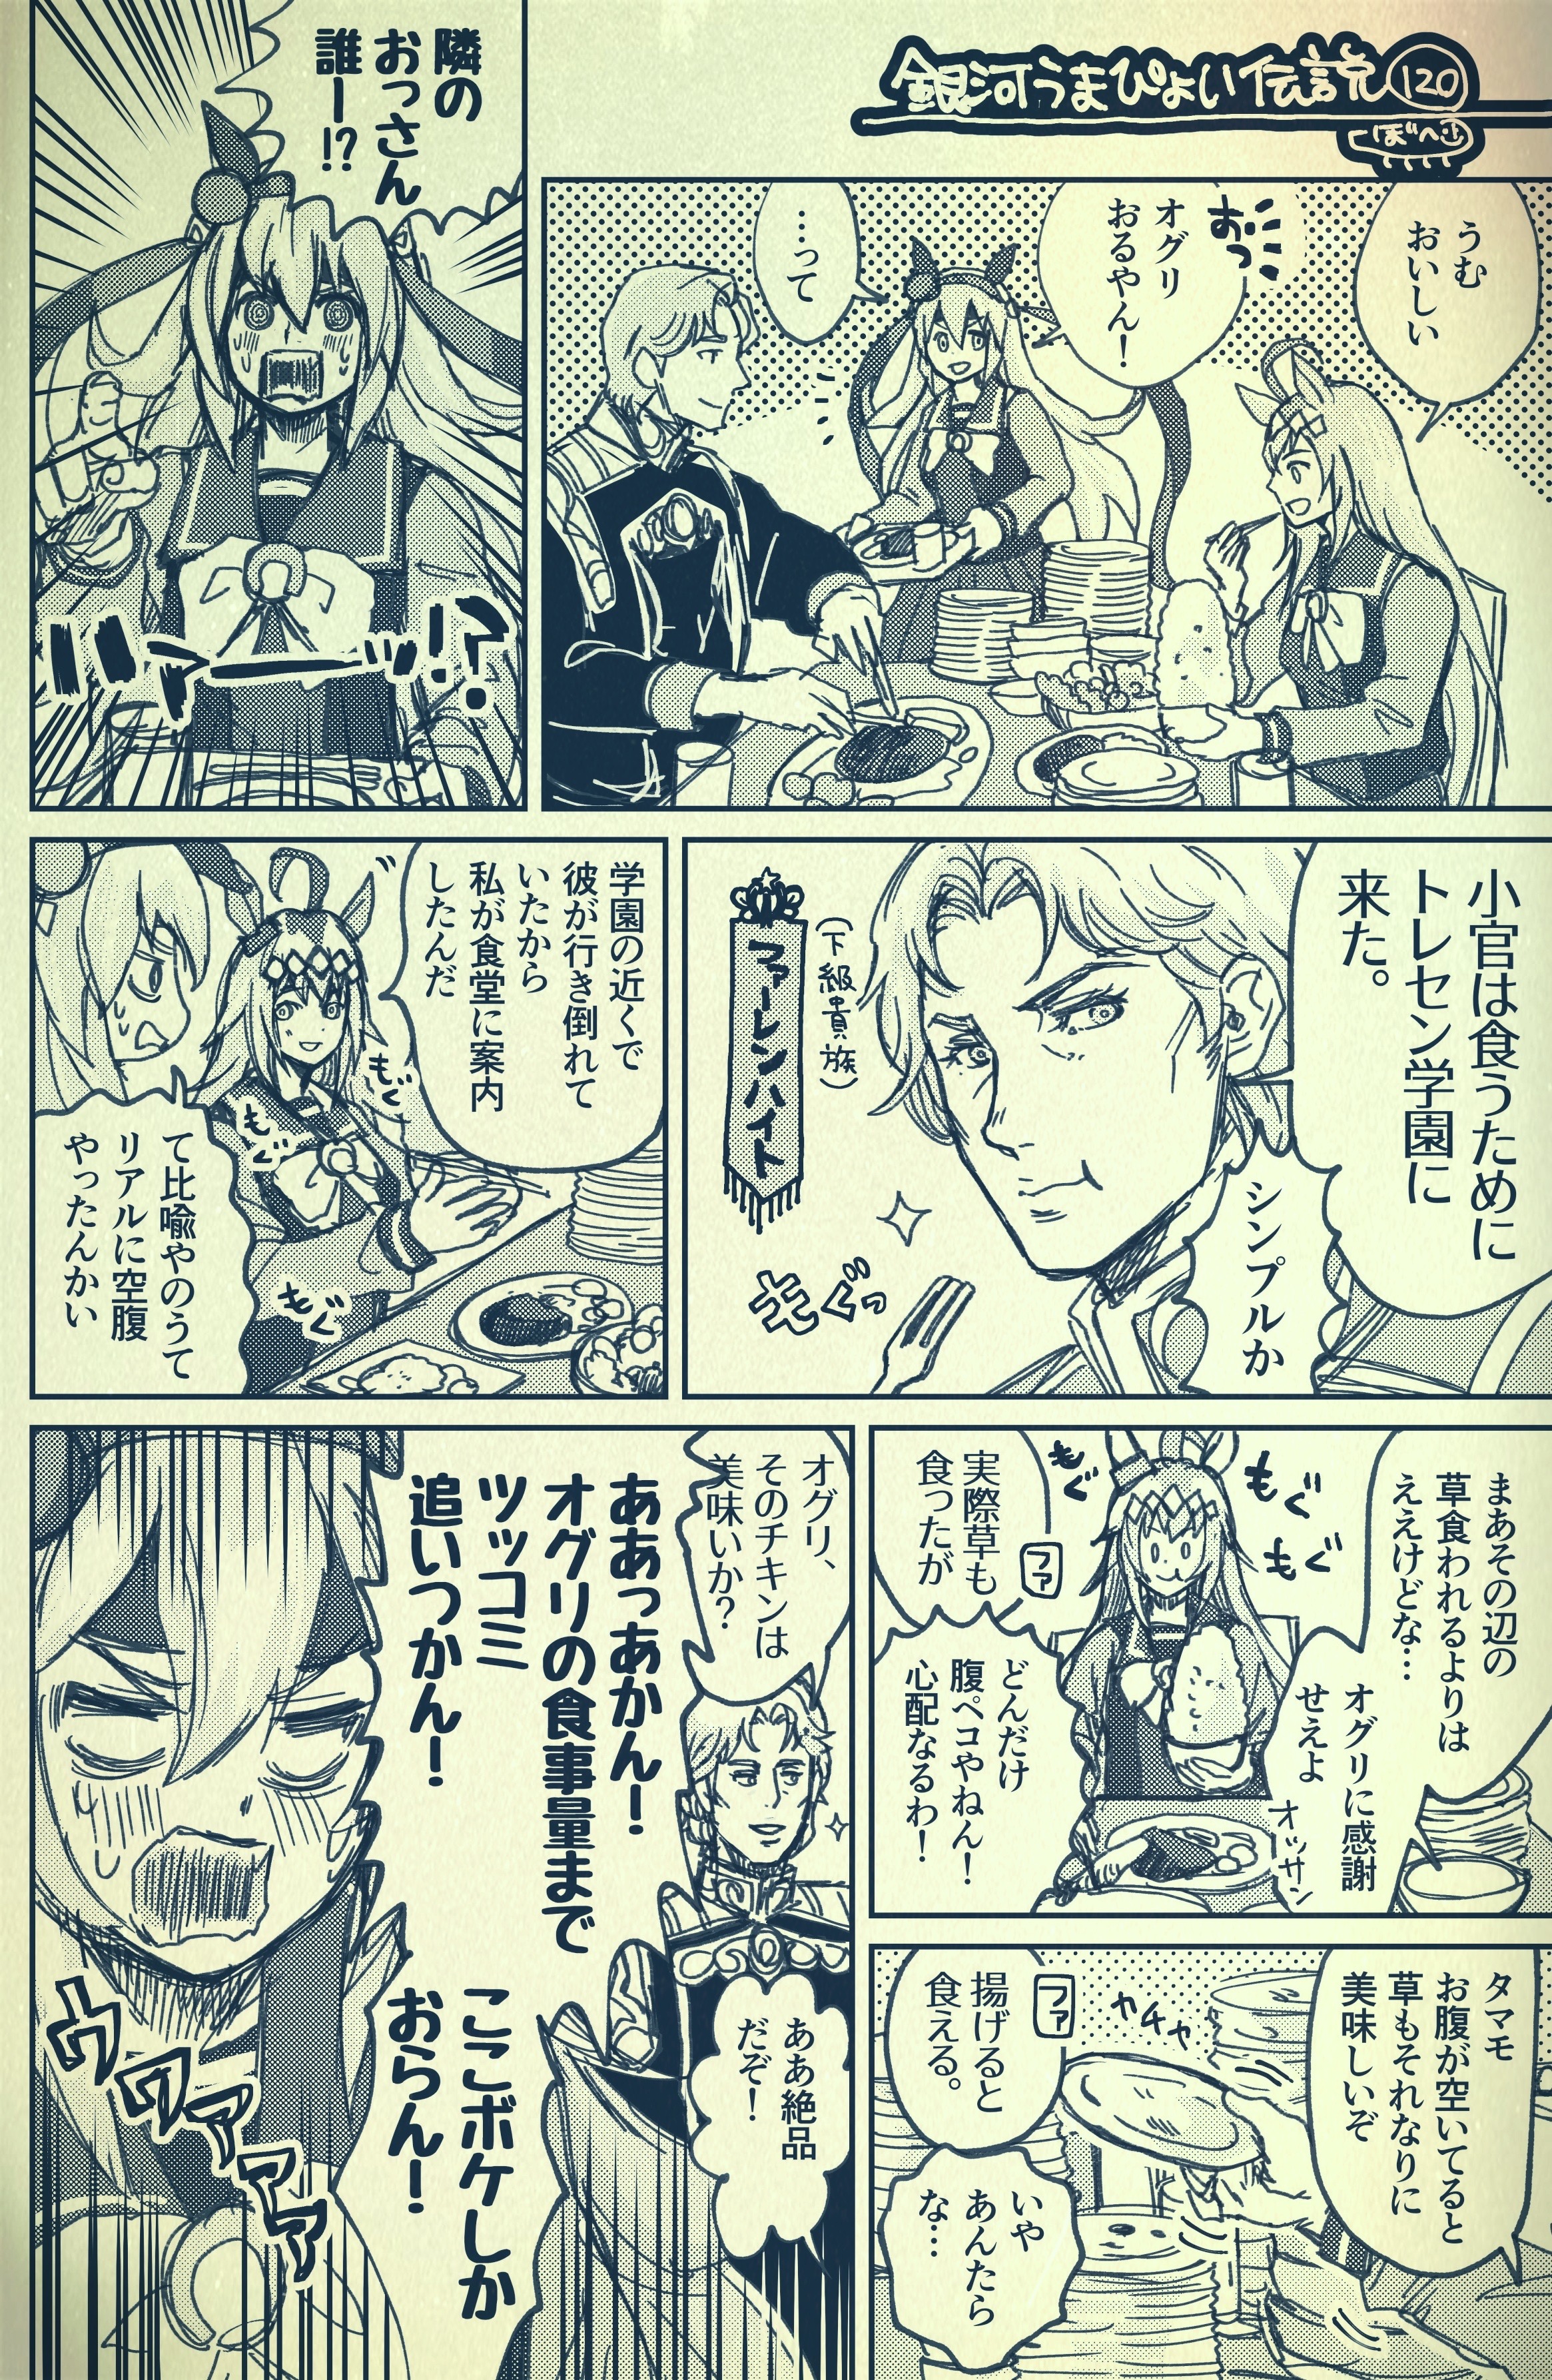 銀河うまぴょい伝説 120
ぼへ士
うむ
おいしい
おっ
オグリ
おるやん!
…って
隣の
おっさん
誰ー!?
ハァーーッ!?
小官は食うために
トレセン学園に
来た。
シンプルか
(下級貴族)
ファーレンハイト
もぐっ
学園の近くで
彼が行き倒れて
いたから
私が食堂に案内
したんだ
もぐ
もぐ
もぐ
て比喩やのうて
リアルに空腹
やったんかい
まあその辺の
草食われるよりは
ええけどな…
オグリに感謝
せえよ
オッサン
もぐ
もぐ
もぐ
実際草も
食ったが
ファ
どんだけ
腹ペコやねん!
心配なるわ!
タマモ
お腹が空いてると
草もそれなりに
美味しいぞ
カチャ
揚げると
食える。
ファ
いや
あんたら
な…
オグリ、
そのチキンは
美味いか?
ああ絶品
だぞ!
ああっあかん!
オグリの食事量まで
ツッコミ
追いつかん!
ここボケしか
おらん!
ウワァァァ